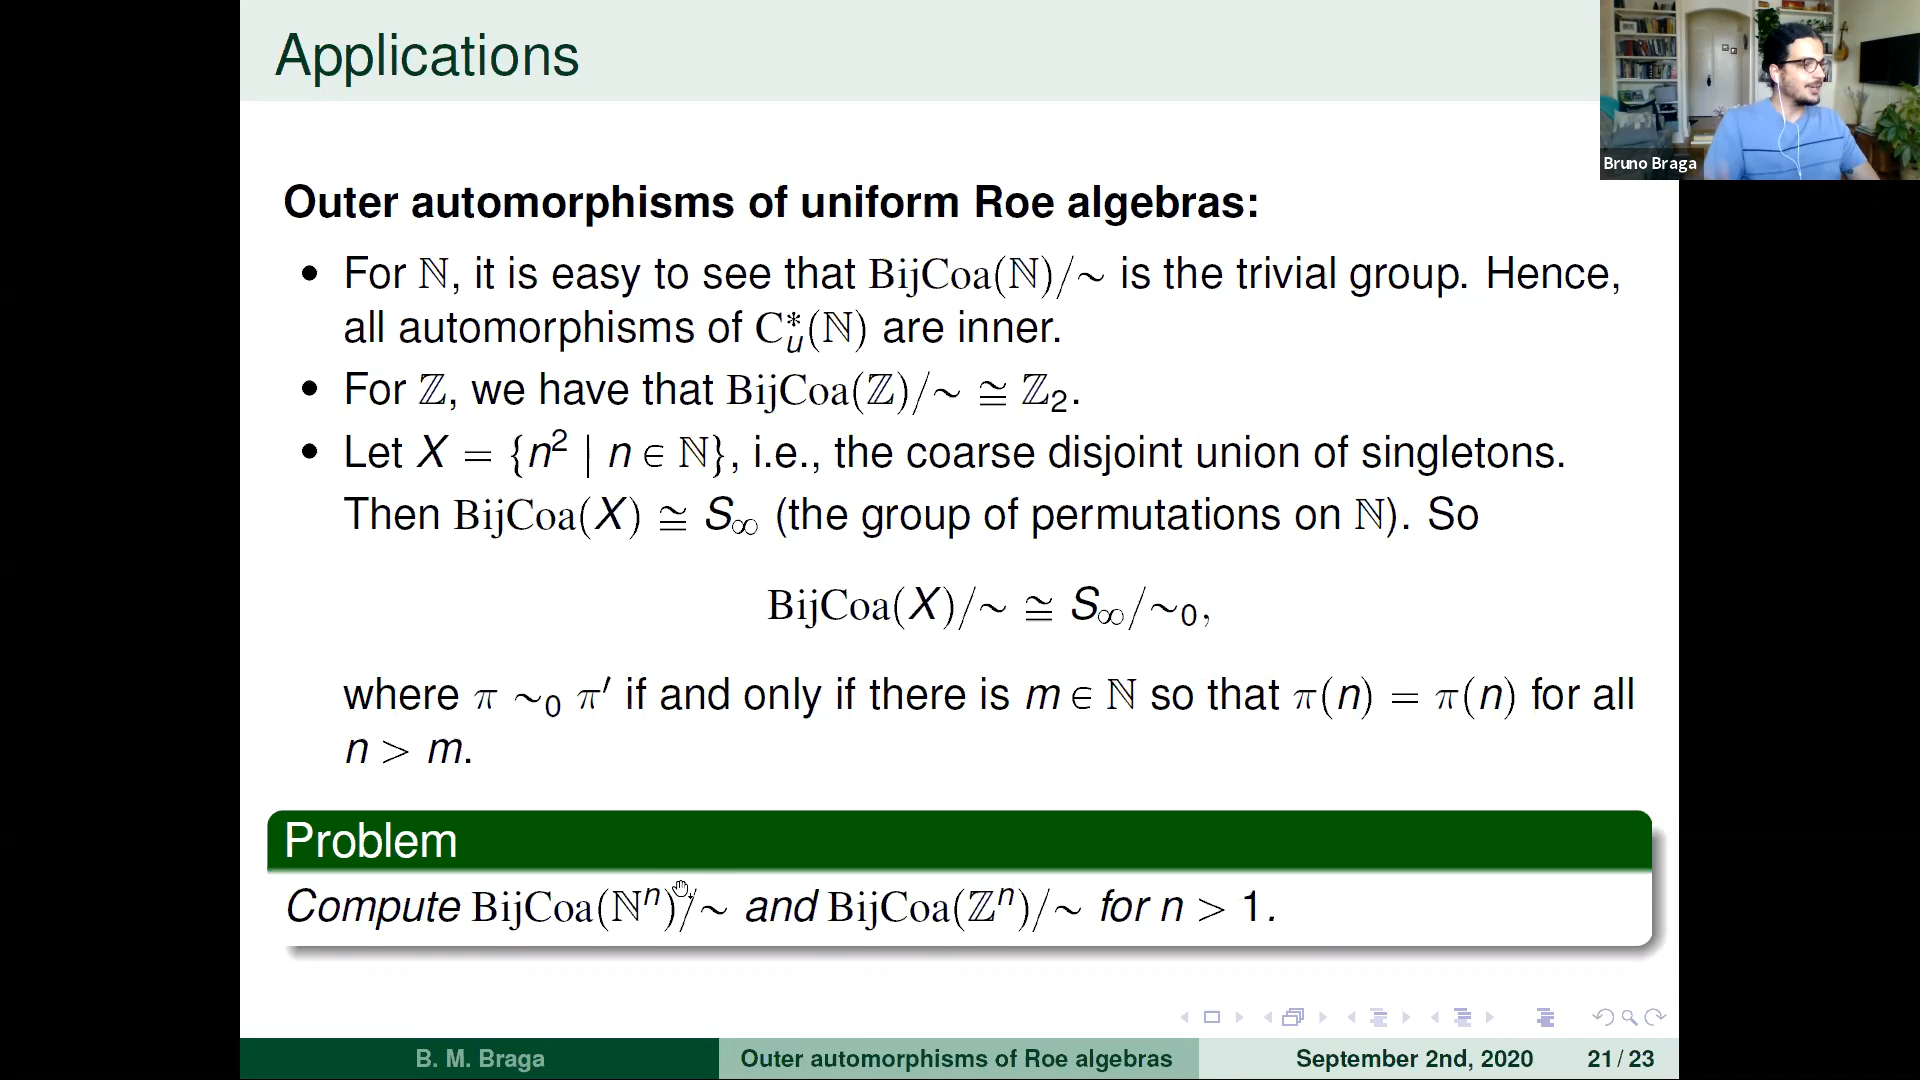 Applications
Bruno Braga
Outer automorphisms of uniform Roe algebras:
• For ℕ, it is easy to see that BijCoa(ℕ)/∼ is the trivial group. Hence,
all automorphisms of C*ᵤ(ℕ) are inner.
• For ℤ, we have that BijCoa(ℤ)/∼ ≅ ℤ₂.
• Let X = {n² | n ∈ ℕ}, i.e., the coarse disjoint union of singletons.
Then BijCoa(X) ≅ S∞ (the group of permutations on ℕ). So
BijCoa(X)/∼ ≅ S∞/∼₀,
where π ∼₀ π′ if and only if there is m ∈ ℕ so that π(n) = π(n) for all
n > m.
Problem
Compute BijCoa(ℕⁿ)/∼ and BijCoa(ℤⁿ)/∼ for n > 1.
B. M. Braga Outer automorphisms of Roe algebras September 2nd, 2020 21 / 23